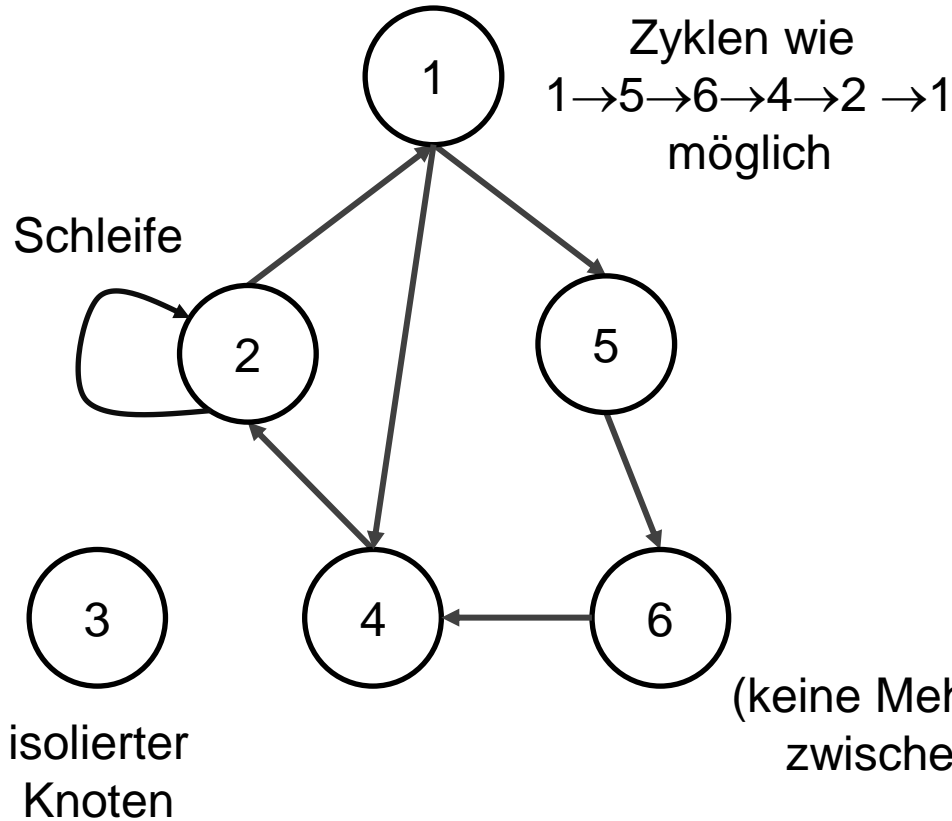 1
Zyklen wie
1→5→6→4→2 →1
möglich
Schleife
2
5
3
4
6
(keine
zwische
isolierter
Knoten